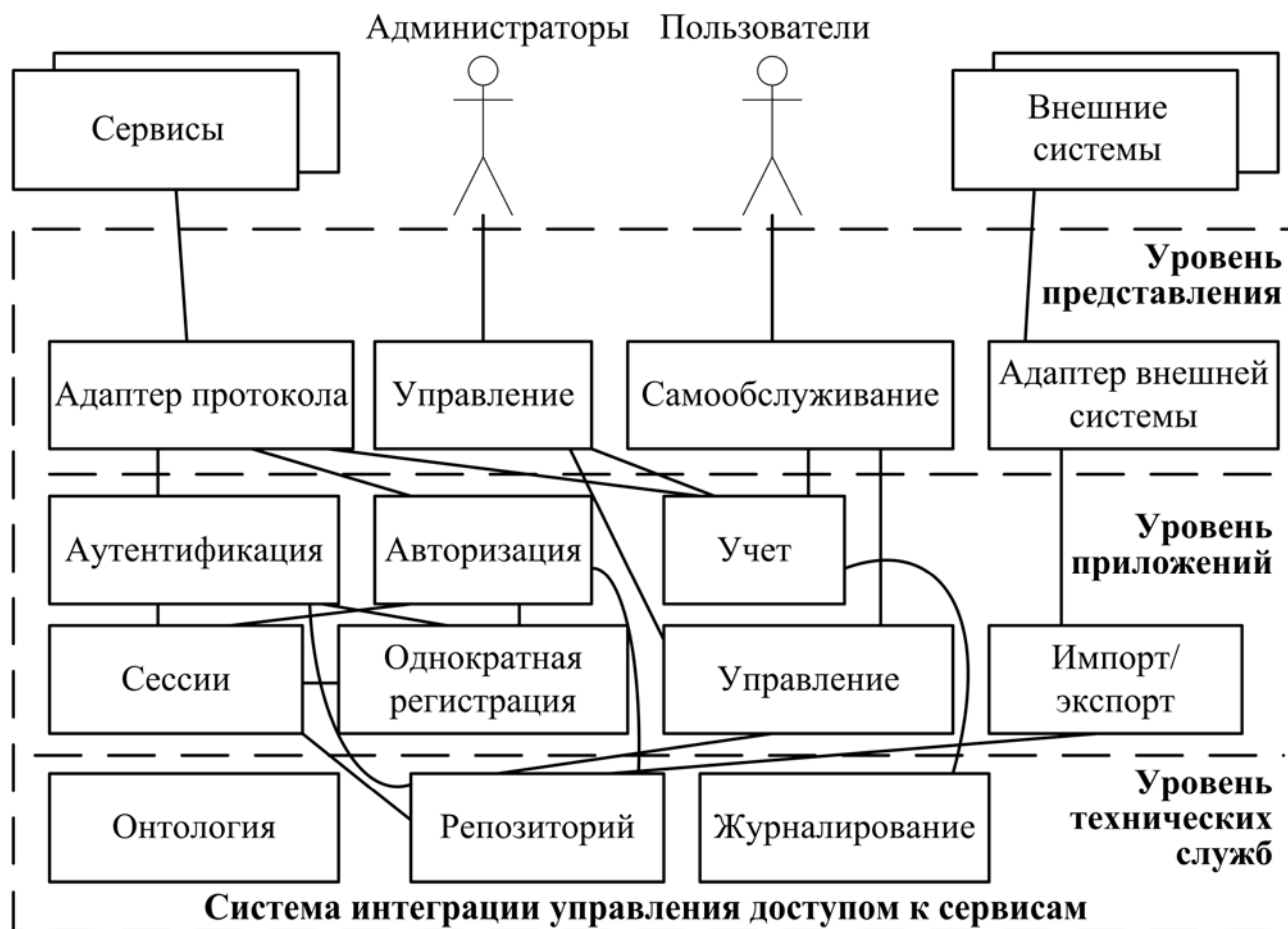 Администраторы
Пользователи
Сервисы
Внешние
системы
Уровень
представления
Адаптер протокола
Управление
Самообслуживание
Адаптер внешней
системы
Аутентификация
Авторизация
Учет
Уровень
приложений
Сессии
Однократная
регистрация
Управление
Импорт/
экспорт
Онтология
Репозиторий
Журналирование
Уровень
технических
служб
Система интеграции управления доступом к сервисам